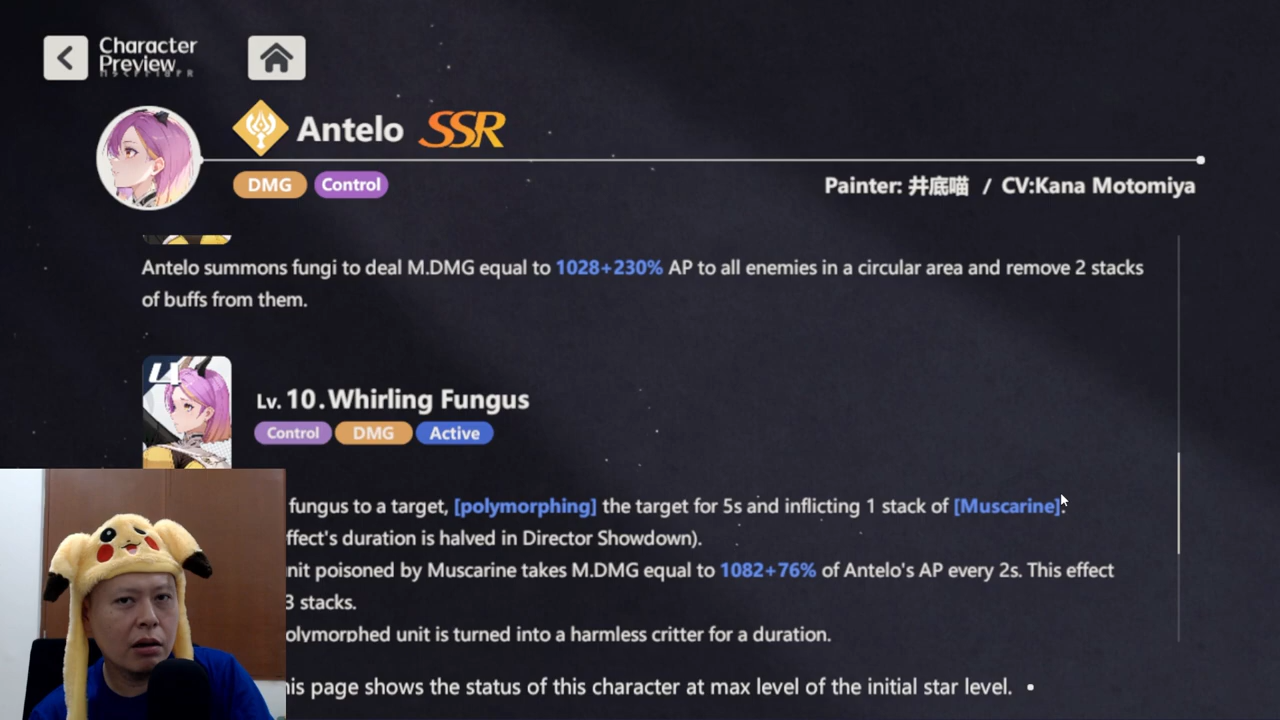 Character
Preview
Antelo SSR
DMG Control
Painter: 井底喵 / CV:Kana Motomiya
Antelo summons fungi to deal M.DMG equal to 1028+230% AP to all enemies in a circular area and remove 2 stacks
of buffs from them.
Lv. 10.Whirling Fungus
Control DMG Active
fungus to a target, [polymorphing] the target for 5s and inflicting 1 stack of [Muscarine].
ffect's duration is halved in Director Showdown).
nit poisoned by Muscarine takes M.DMG equal to 1082+76% of Antelo's AP every 2s. This effect
3 stacks.
olymorphed unit is turned into a harmless critter for a duration.
his page shows the status of this character at max level of the initial star level. •